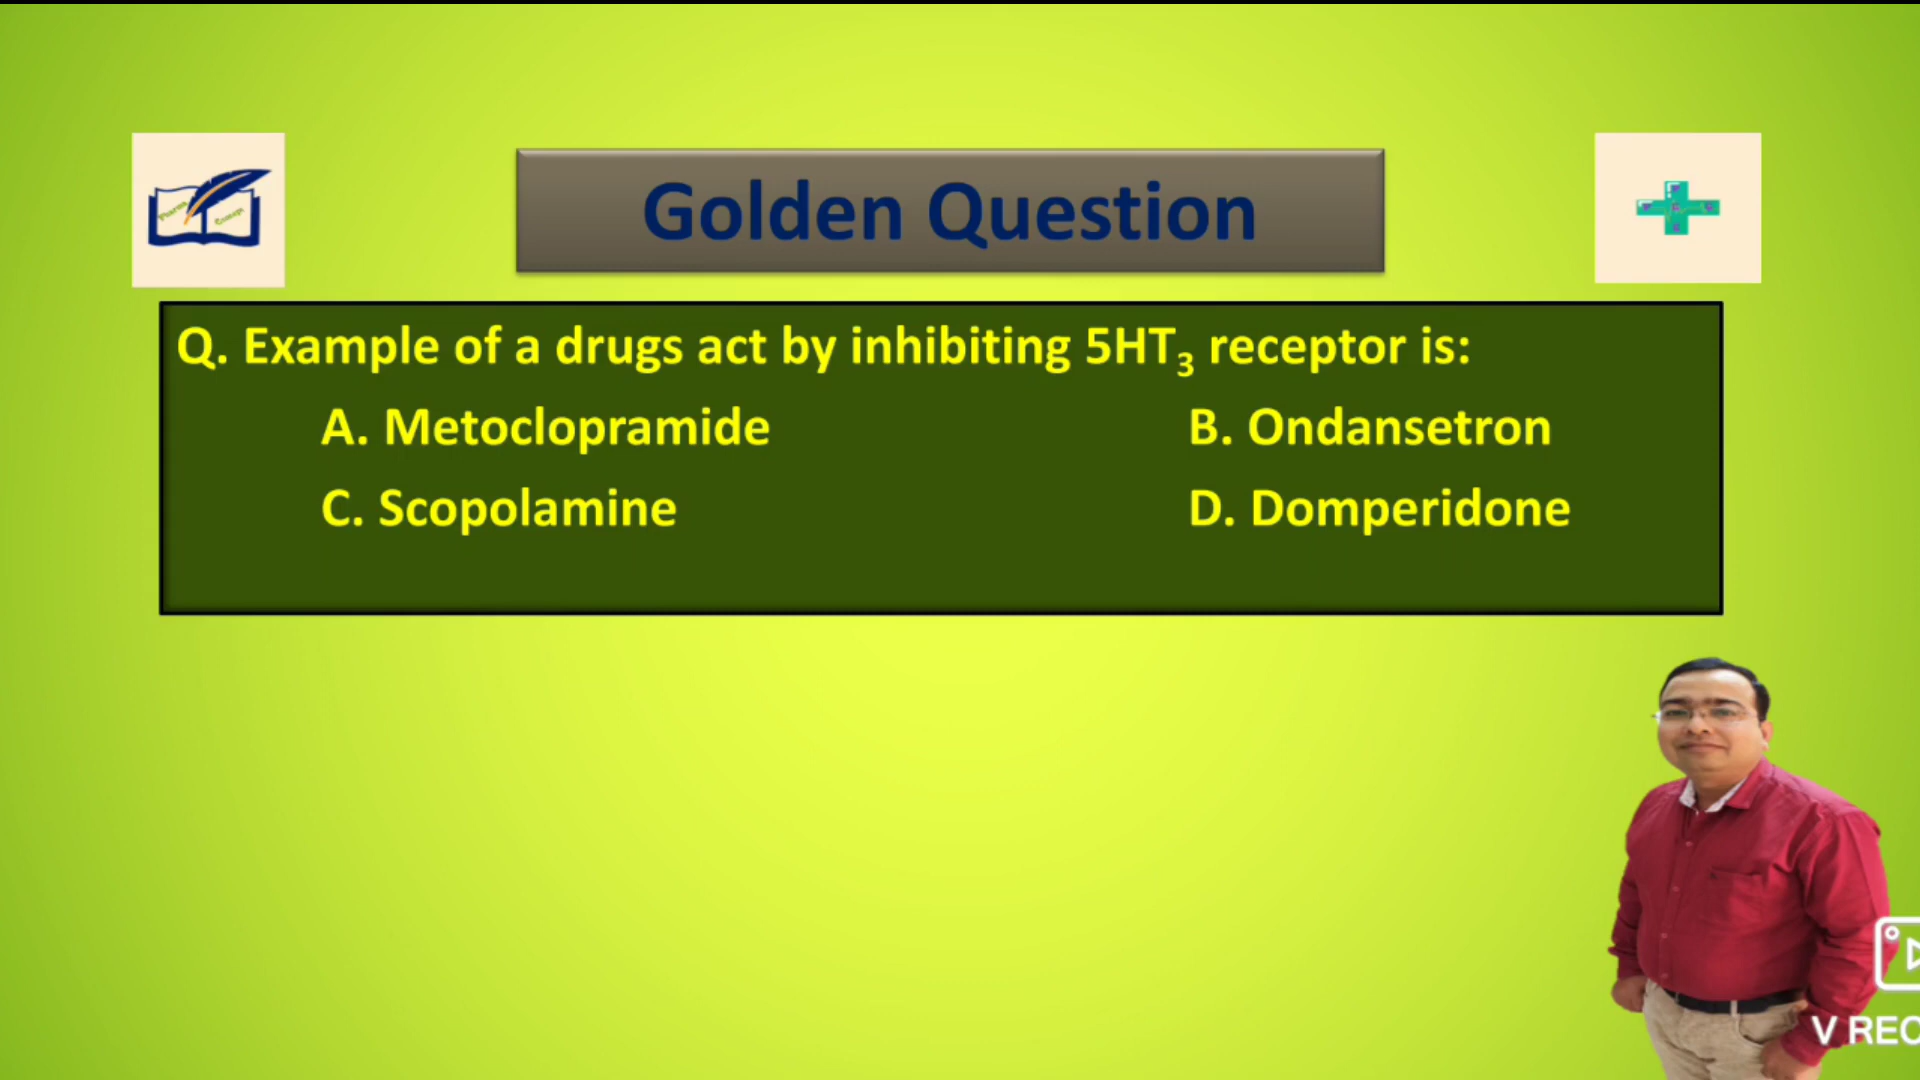 Golden Question
Q. Example of a drugs act by inhibiting 5HT₃ receptor is:
A. Metoclopramide B. Ondansetron
C. Scopolamine D. Domperidone
V REC